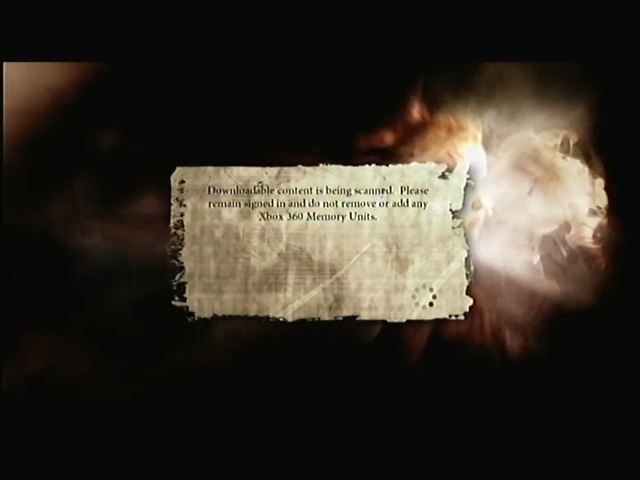 Downloadable content is being scanned. Please
remain signed in and do not remove or add any
Xbox 360 Memory Units.